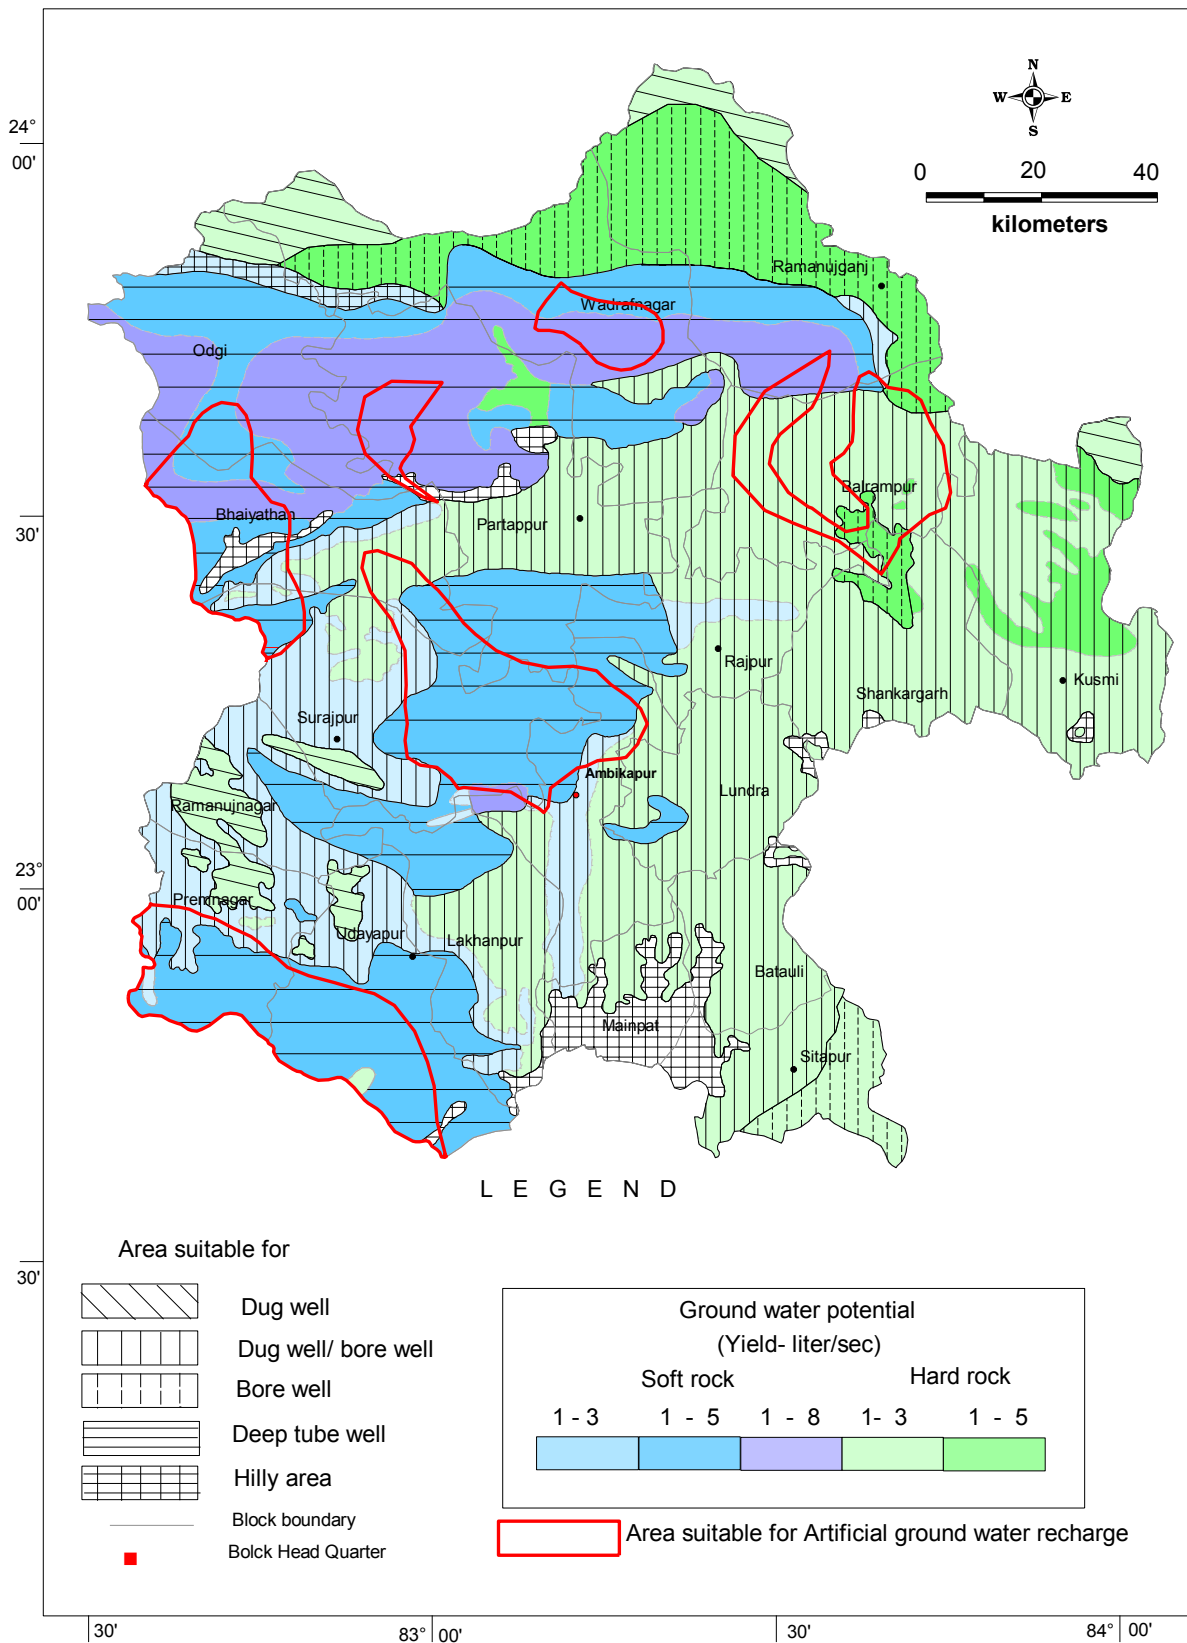 N
W E
S
24°
00'
0 20 40
kilometers
Ramanujganj
Wadrafnagar
Odgi
Balrampur
Bhaiyathan
Partappur
30'
Rajpur
Kusmi
Shankargarh
Surajpur
Ambikapur
Lundra
Ramanujnagar
23°
00'
Premnagar
Udayapur
Lakhanpur
Batauli
Mainpat
Sitapur
L E G E N D
30'
Area suitable for
Dug well
Dug well/ bore well
Bore well
Deep tube well
Hilly area
Block boundary
Bolck Head Quarter
Ground water potential
(Yield- liter/sec)
Soft rock Hard rock
1 - 3 1 - 5 1 - 8 1- 3 1 - 5
Area suitable for Artificial ground water recharge
30' 83° 00' 30' 84° 00'